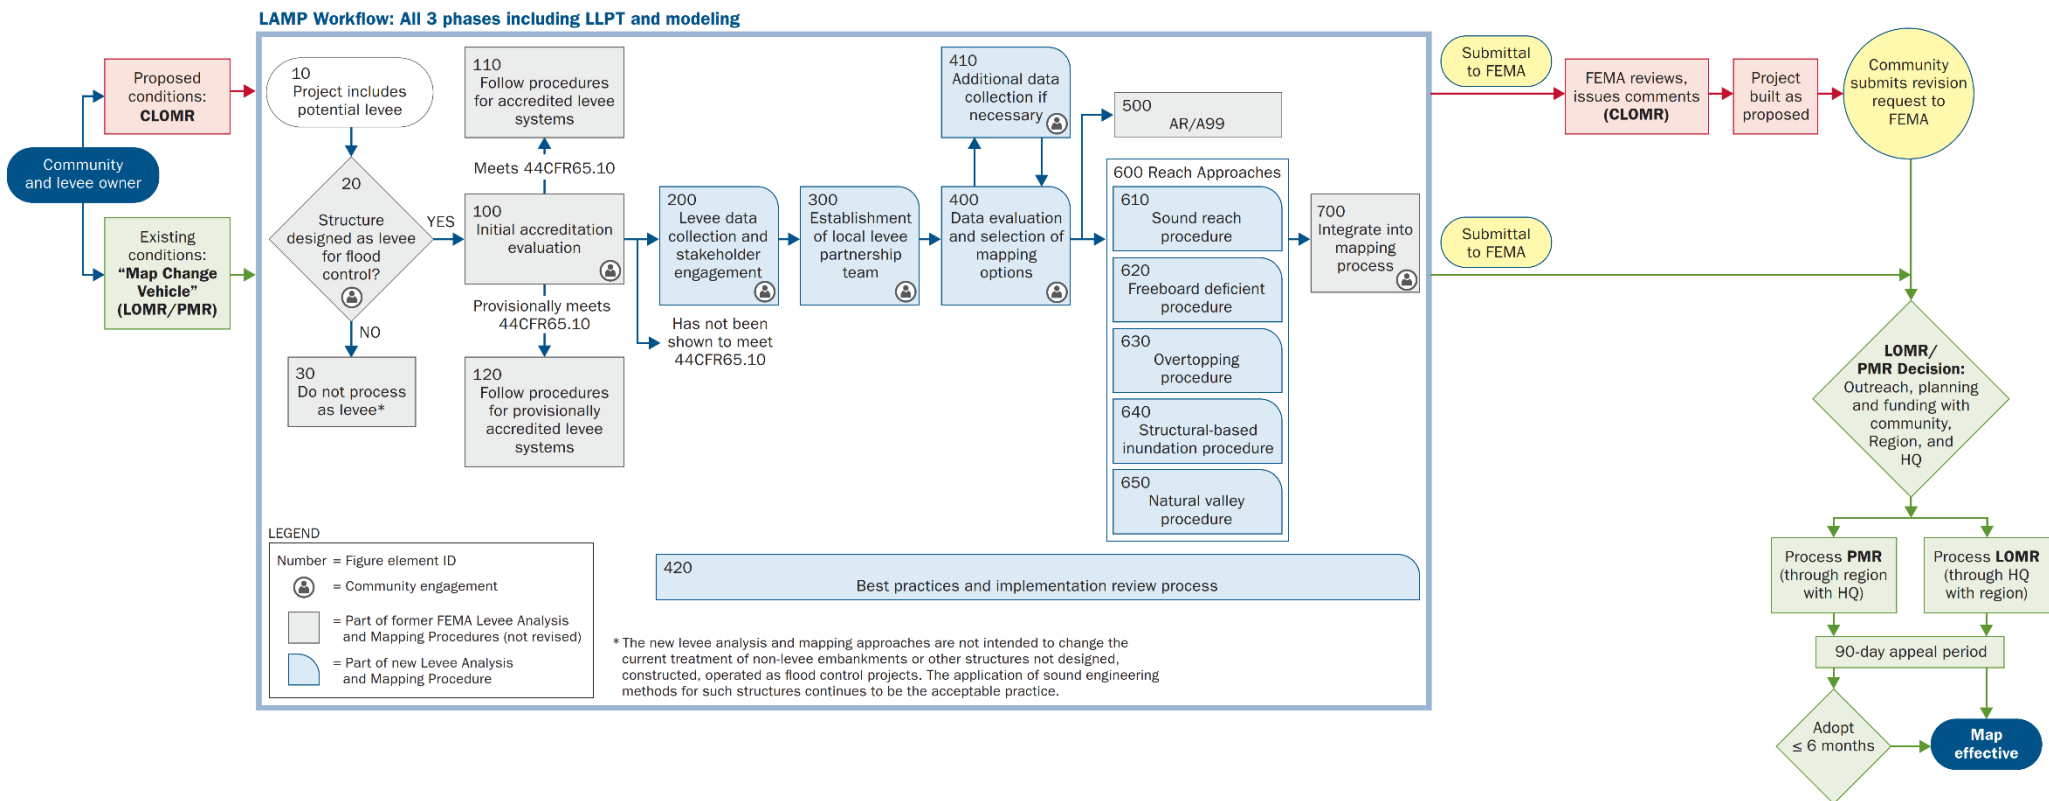 LAMP Workflow: All 3 phases including LLPT and modeling
Proposed
conditions:
CLOMR
Community
and levee owner
Existing
conditions:
“Map Change
Vehicle”
(LOMR/PMR)
10
Project includes
potential levee
20
Structure
designed as levee
for flood
control?
YES
NO
30
Do not process
as levee*
110
Follow procedures
for accredited levee
systems
Meets 44CFR65.10
100
Initial accreditation
evaluation
Provisionally meets
44CFR65.10
120
Follow procedures
for provisionally
accredited levee
systems
200
Levee data
collection and
stakeholder
engagement
Has not been
shown to meet
44CFR65.10
300
Establishment
of local levee
partnership
team
410
Additional data
collection if
necessary
400
Data evaluation
and selection of
mapping
options
500
AR/A99
600 Reach Approaches
610
Sound reach
procedure
620
Freeboard deficient
procedure
630
Overtopping
procedure
640
Structural-based
inundation procedure
650
Natural valley
procedure
700
Integrate into
mapping
process
420
Best practices and implementation review process
LEGEND
Number = Figure element ID
= Community engagement
= Part of former FEMA Levee Analysis
and Mapping Procedures (not revised)
= Part of new Levee Analysis
and Mapping Procedure
* The new levee analysis and mapping approaches are not intended to change the
current treatment of non-levee embankments or other structures not designed,
constructed, operated as flood control projects. The application of sound engineering
methods for such structures continues to be the acceptable practice.
Submittal
to FEMA
FEMA reviews,
issues comments
(CLOMR)
Project
built as
proposed
Community
submits revision
request to
FEMA
Submittal
to FEMA
LOMR/
PMR Decision:
Outreach, planning
and funding with
community,
Region, and
HQ
Process PMR
(through region
with HQ)
Process LOMR
(through HQ
with region)
90-day appeal period
Adopt
≤ 6 months
Map
effective